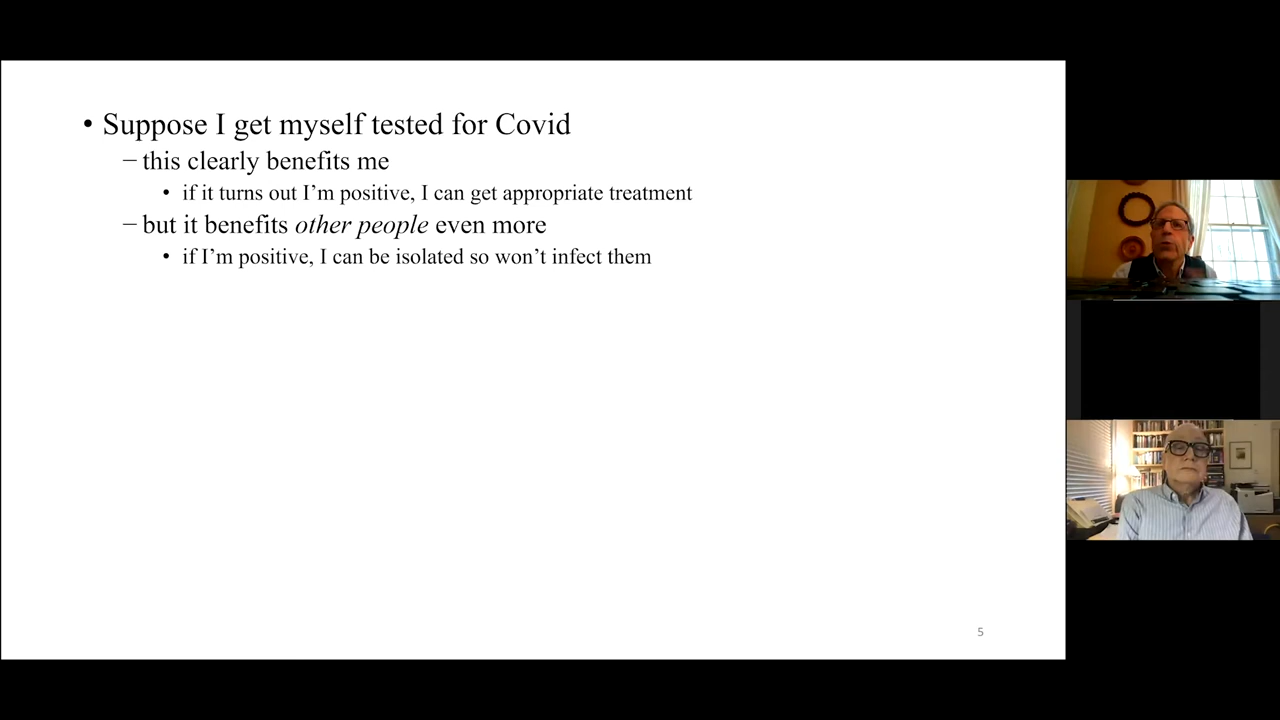 • Suppose I get myself tested for Covid
– this clearly benefits me
• if it turns out I’m positive, I can get appropriate treatment
– but it benefits other people even more
• if I’m positive, I can be isolated so won’t infect them
5